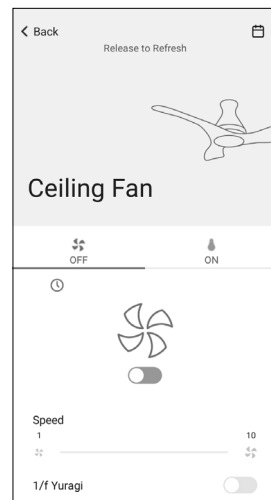 Back
Release to Refresh
Ceiling Fan
OFF ON
Speed
1 10
1/f Yuragi